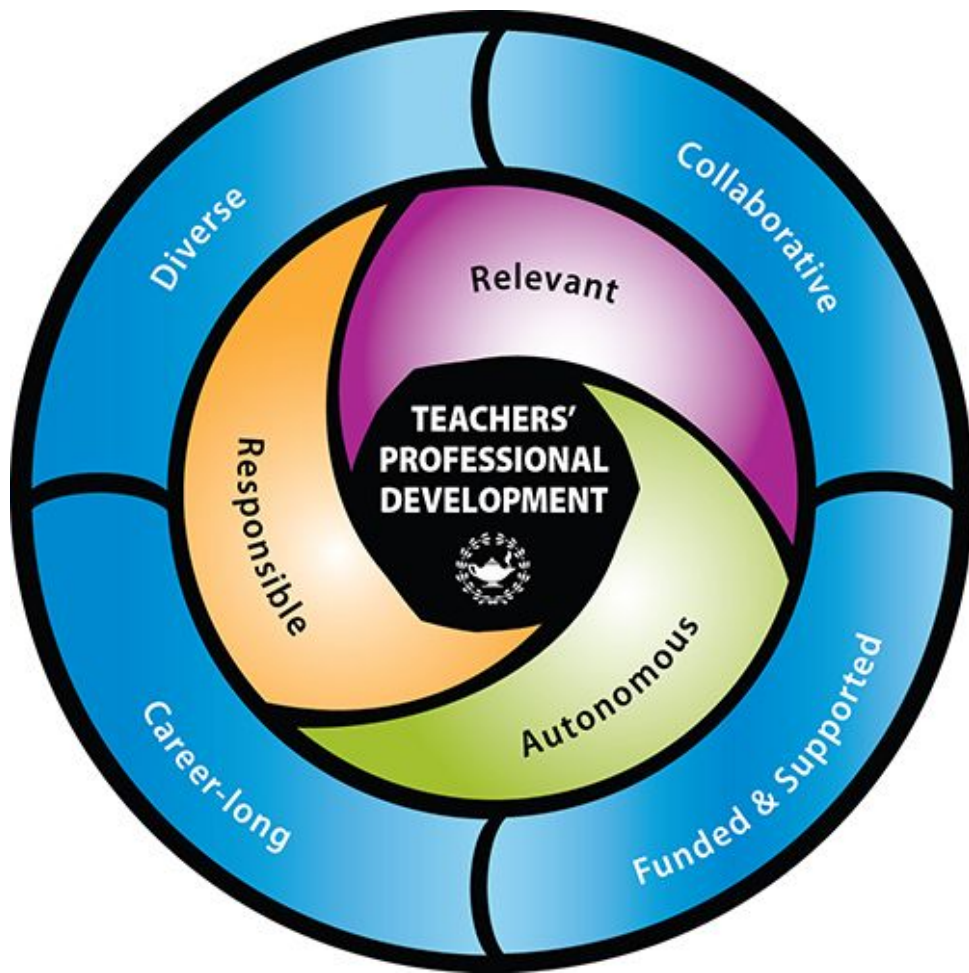 Diverse
Collaborative
Relevant
TEACHERS’
PROFESSIONAL
DEVELOPMENT
Responsible
Autonomous
Career-long
Funded & Supported